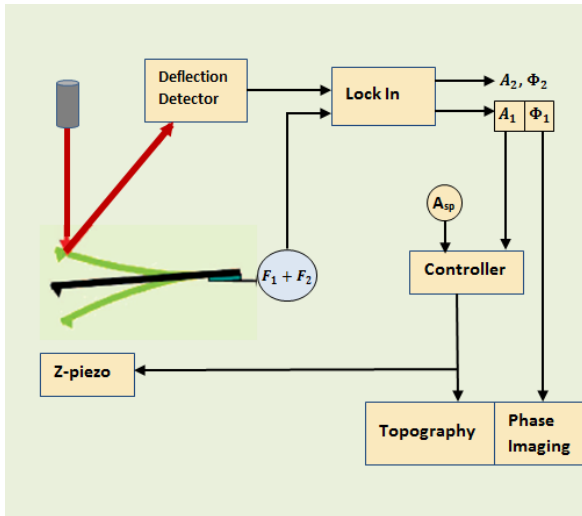 Deflection
Detector
Lock In
A₂, Φ₂
A₁ Φ₁
Aₛₚ
F₁ + F₂
Controller
Z-piezo
Topography
Phase
Imaging